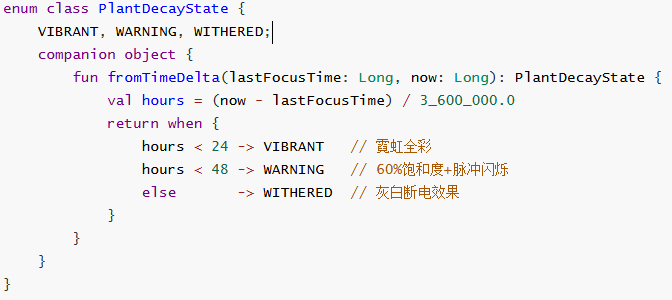 enum class PlantDecayState {
    VIBRANT, WARNING, WITHERED;
    companion object {
        fun fromTimeDelta(lastFocusTime: Long, now: Long): PlantDecayState {
            val hours = (now - lastFocusTime) / 3_600_000.0
            return when {
                hours < 24 -> VIBRANT   // 霓虹全彩
                hours < 48 -> WARNING   // 60%饱和度+脉冲闪烁
                else       -> WITHERED  // 灰白断电效果
            }
        }
    }
}